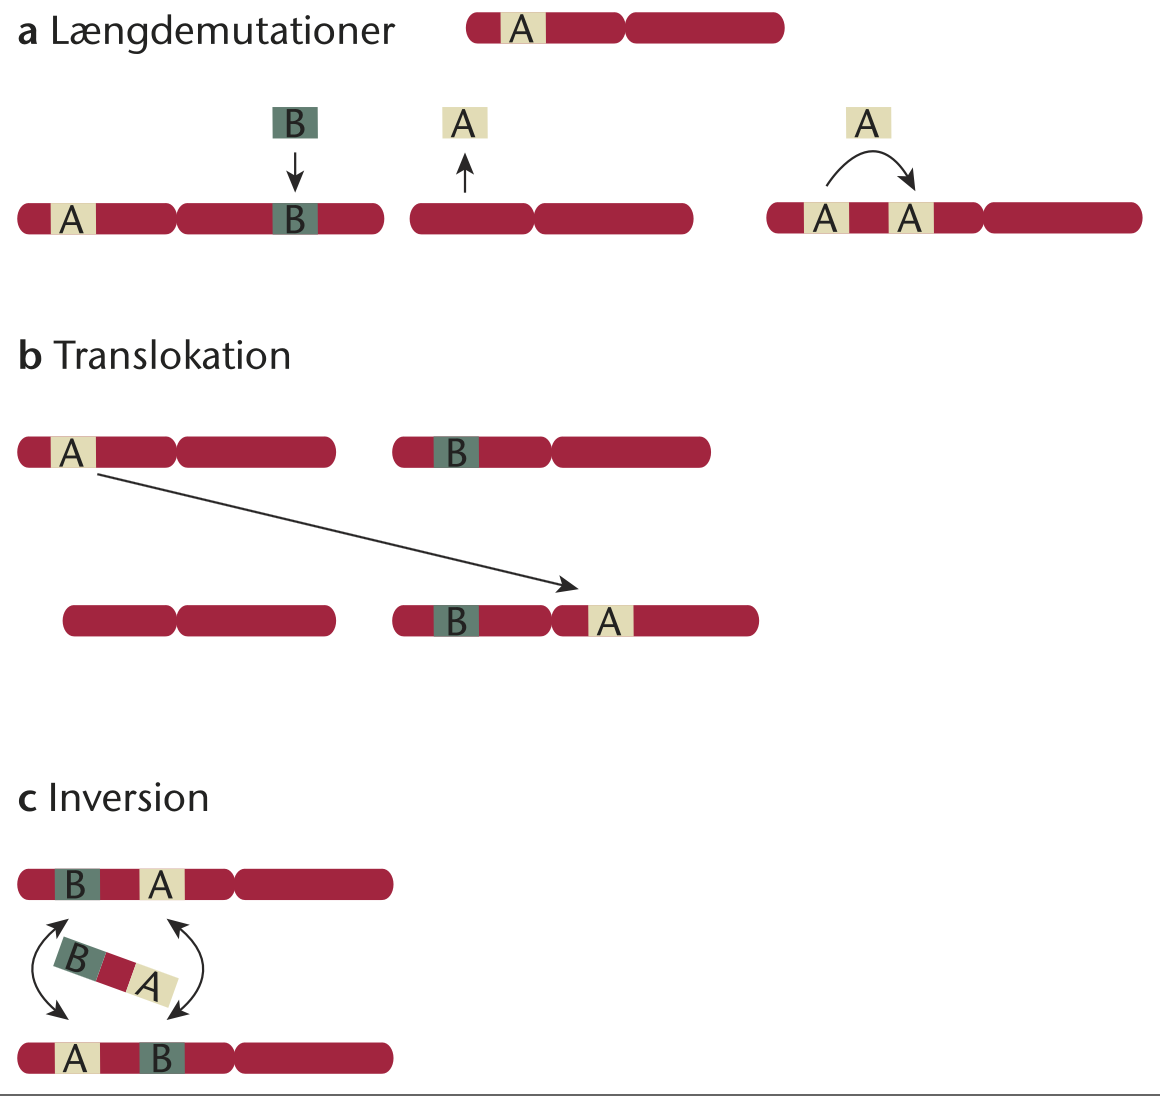 a Længdemutationer
A
B A A
A B A A
b Translokation
A B
B A
c Inversion
B A
B A
A B